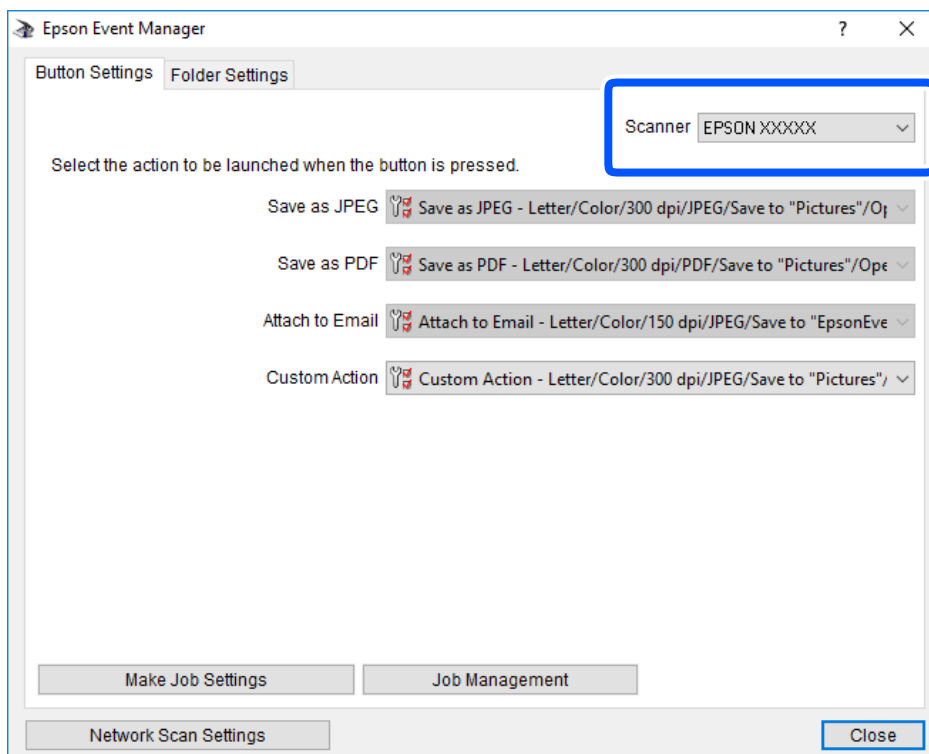 Epson Event Manager
Button Settings Folder Settings
Scanner EPSON XXXXX
Select the action to be launched when the button is pressed.
Save as JPEG Save as JPEG - Letter/Color/300 dpi/JPEG/Save to "Pictures"/Op
Save as PDF Save as PDF - Letter/Color/300 dpi/PDF/Save to "Pictures"/Ope
Attach to Email Attach to Email - Letter/Color/150 dpi/JPEG/Save to "EpsonEve
Custom Action Custom Action - Letter/Color/300 dpi/JPEG/Save to "Pictures"/
Make Job Settings Job Management
Network Scan Settings Close